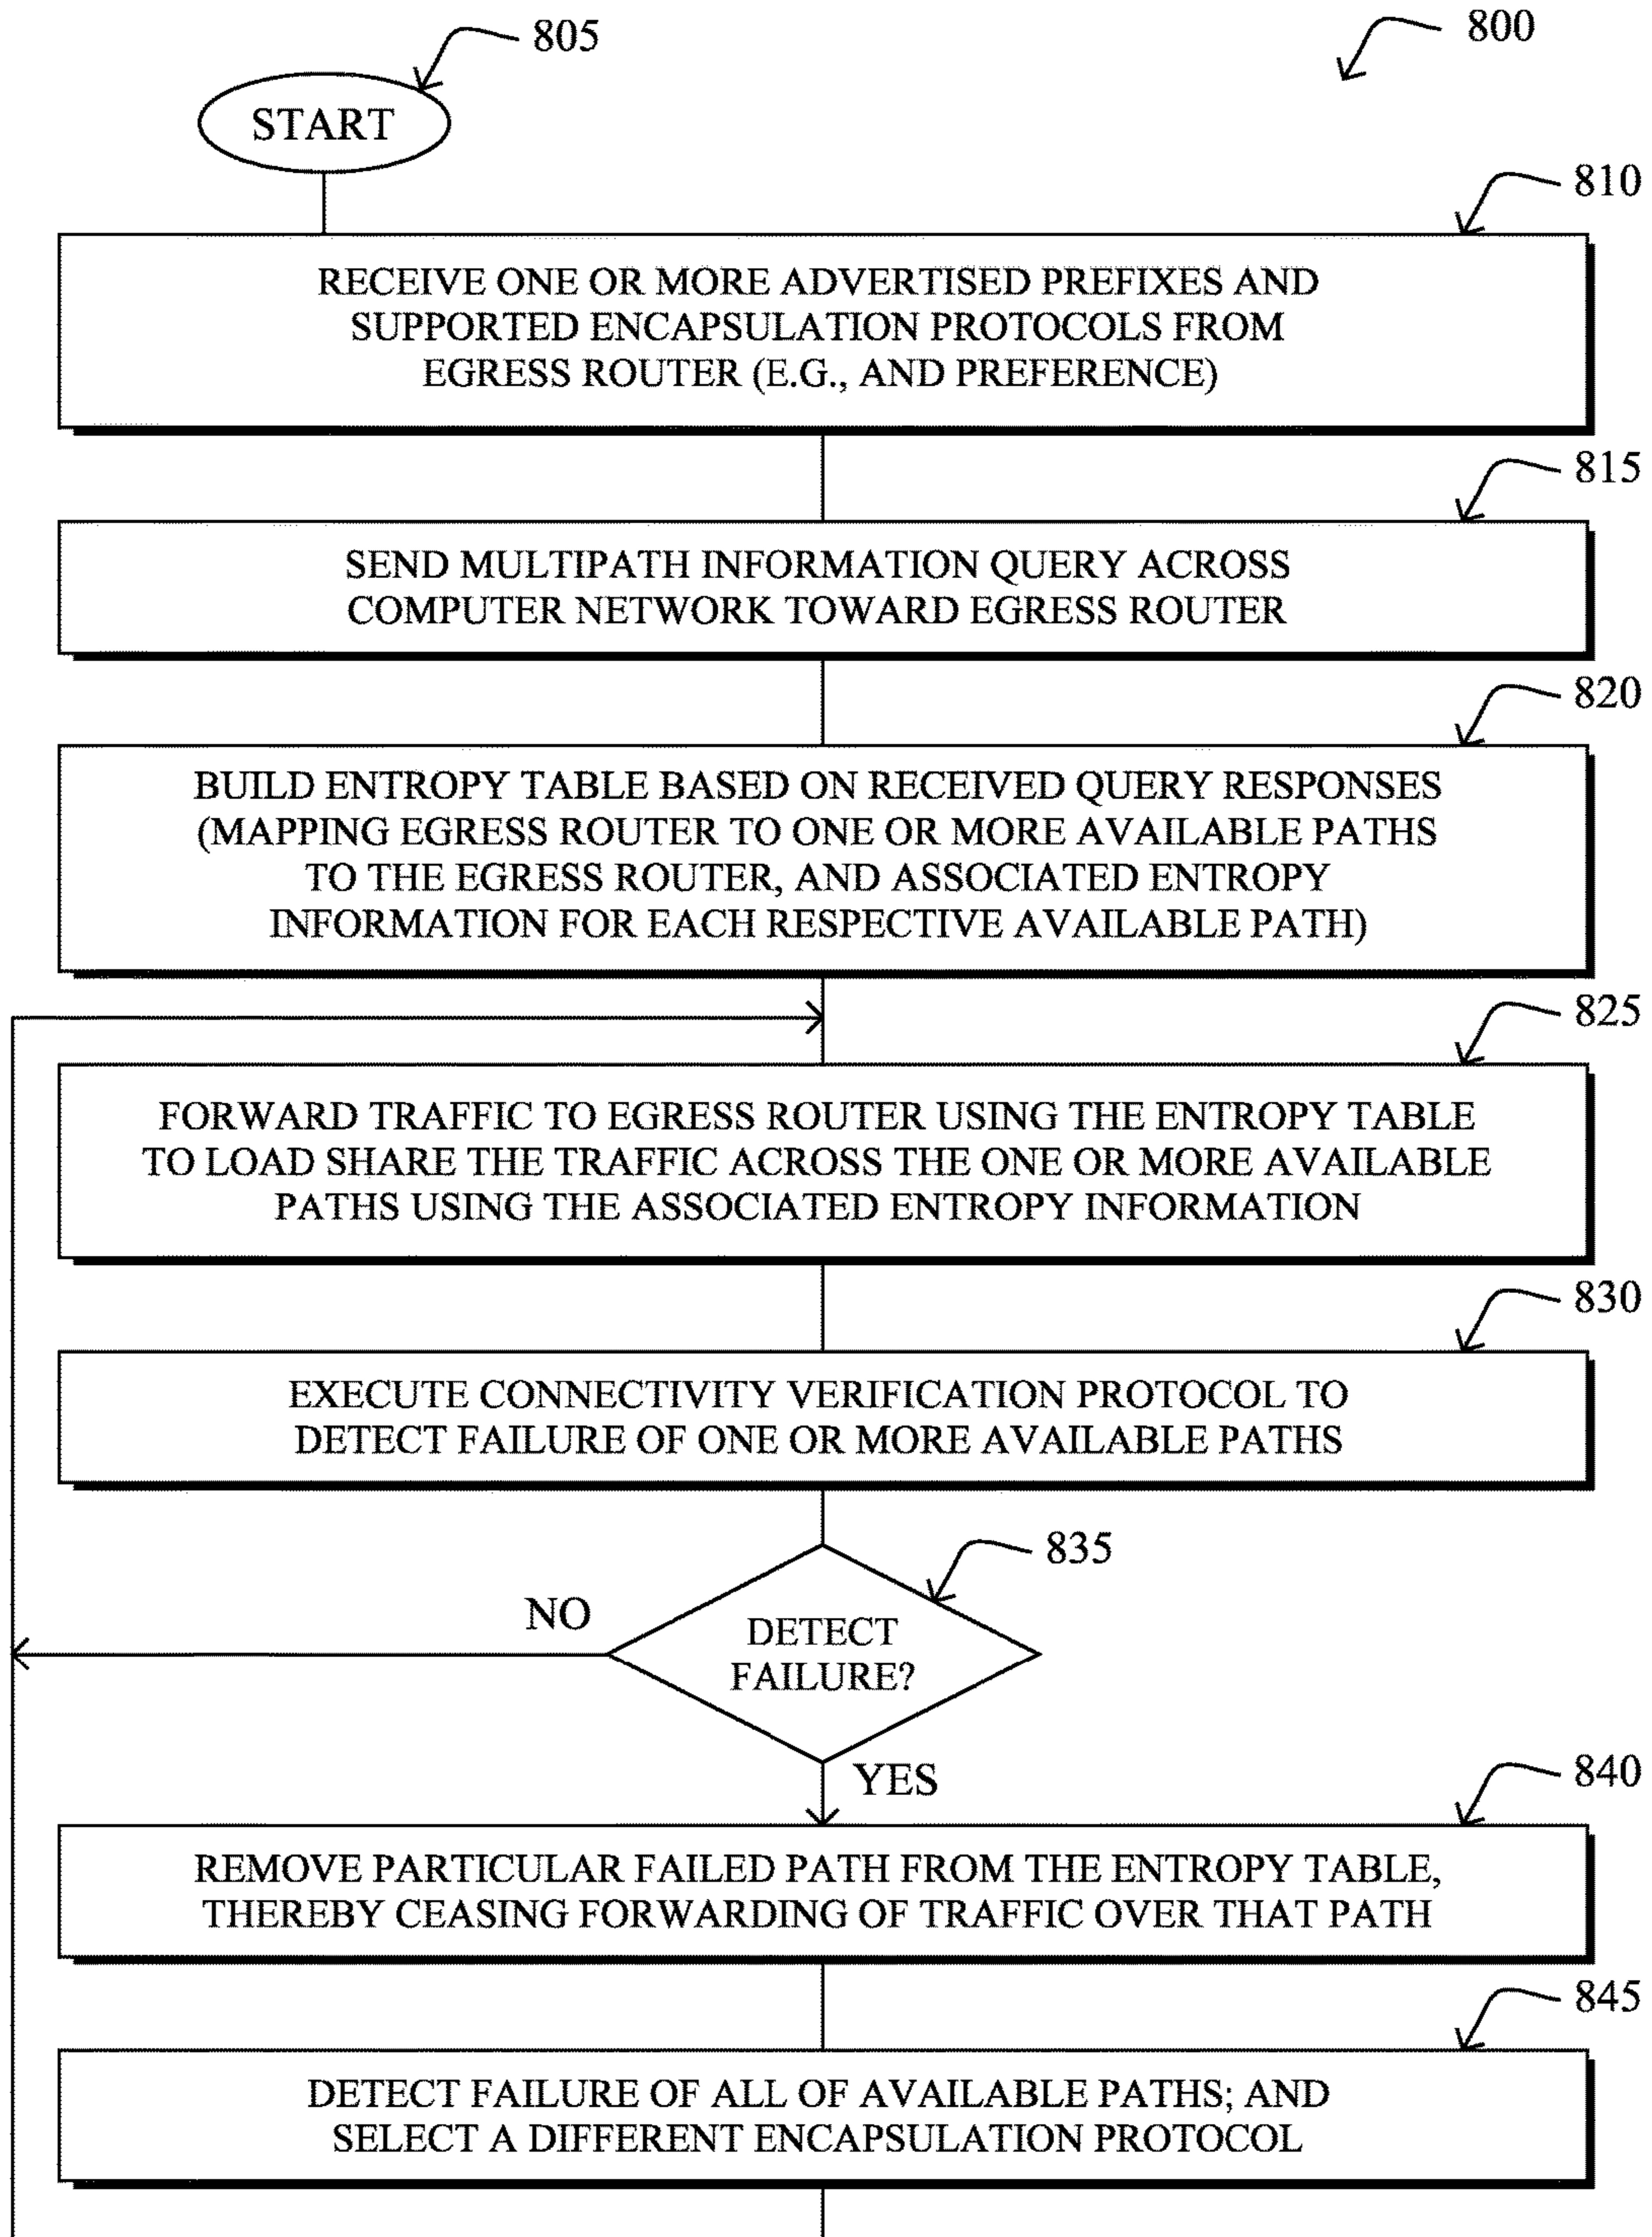 805
800
START
810
RECEIVE ONE OR MORE ADVERTISED PREFIXES AND
SUPPORTED ENCAPSULATION PROTOCOLS FROM
EGRESS ROUTER (E.G., AND PREFERENCE)
815
SEND MULTIPATH INFORMATION QUERY ACROSS
COMPUTER NETWORK TOWARD EGRESS ROUTER
820
BUILD ENTROPY TABLE BASED ON RECEIVED QUERY RESPONSES
(MAPPING EGRESS ROUTER TO ONE OR MORE AVAILABLE PATHS
TO THE EGRESS ROUTER, AND ASSOCIATED ENTROPY
INFORMATION FOR EACH RESPECTIVE AVAILABLE PATH)
825
FORWARD TRAFFIC TO EGRESS ROUTER USING THE ENTROPY TABLE
TO LOAD SHARE THE TRAFFIC ACROSS THE ONE OR MORE AVAILABLE
PATHS USING THE ASSOCIATED ENTROPY INFORMATION
830
EXECUTE CONNECTIVITY VERIFICATION PROTOCOL TO
DETECT FAILURE OF ONE OR MORE AVAILABLE PATHS
835
NO
DETECT
FAILURE?
YES
840
REMOVE PARTICULAR FAILED PATH FROM THE ENTROPY TABLE,
THEREBY CEASING FORWARDING OF TRAFFIC OVER THAT PATH
845
DETECT FAILURE OF ALL OF AVAILABLE PATHS; AND
SELECT A DIFFERENT ENCAPSULATION PROTOCOL